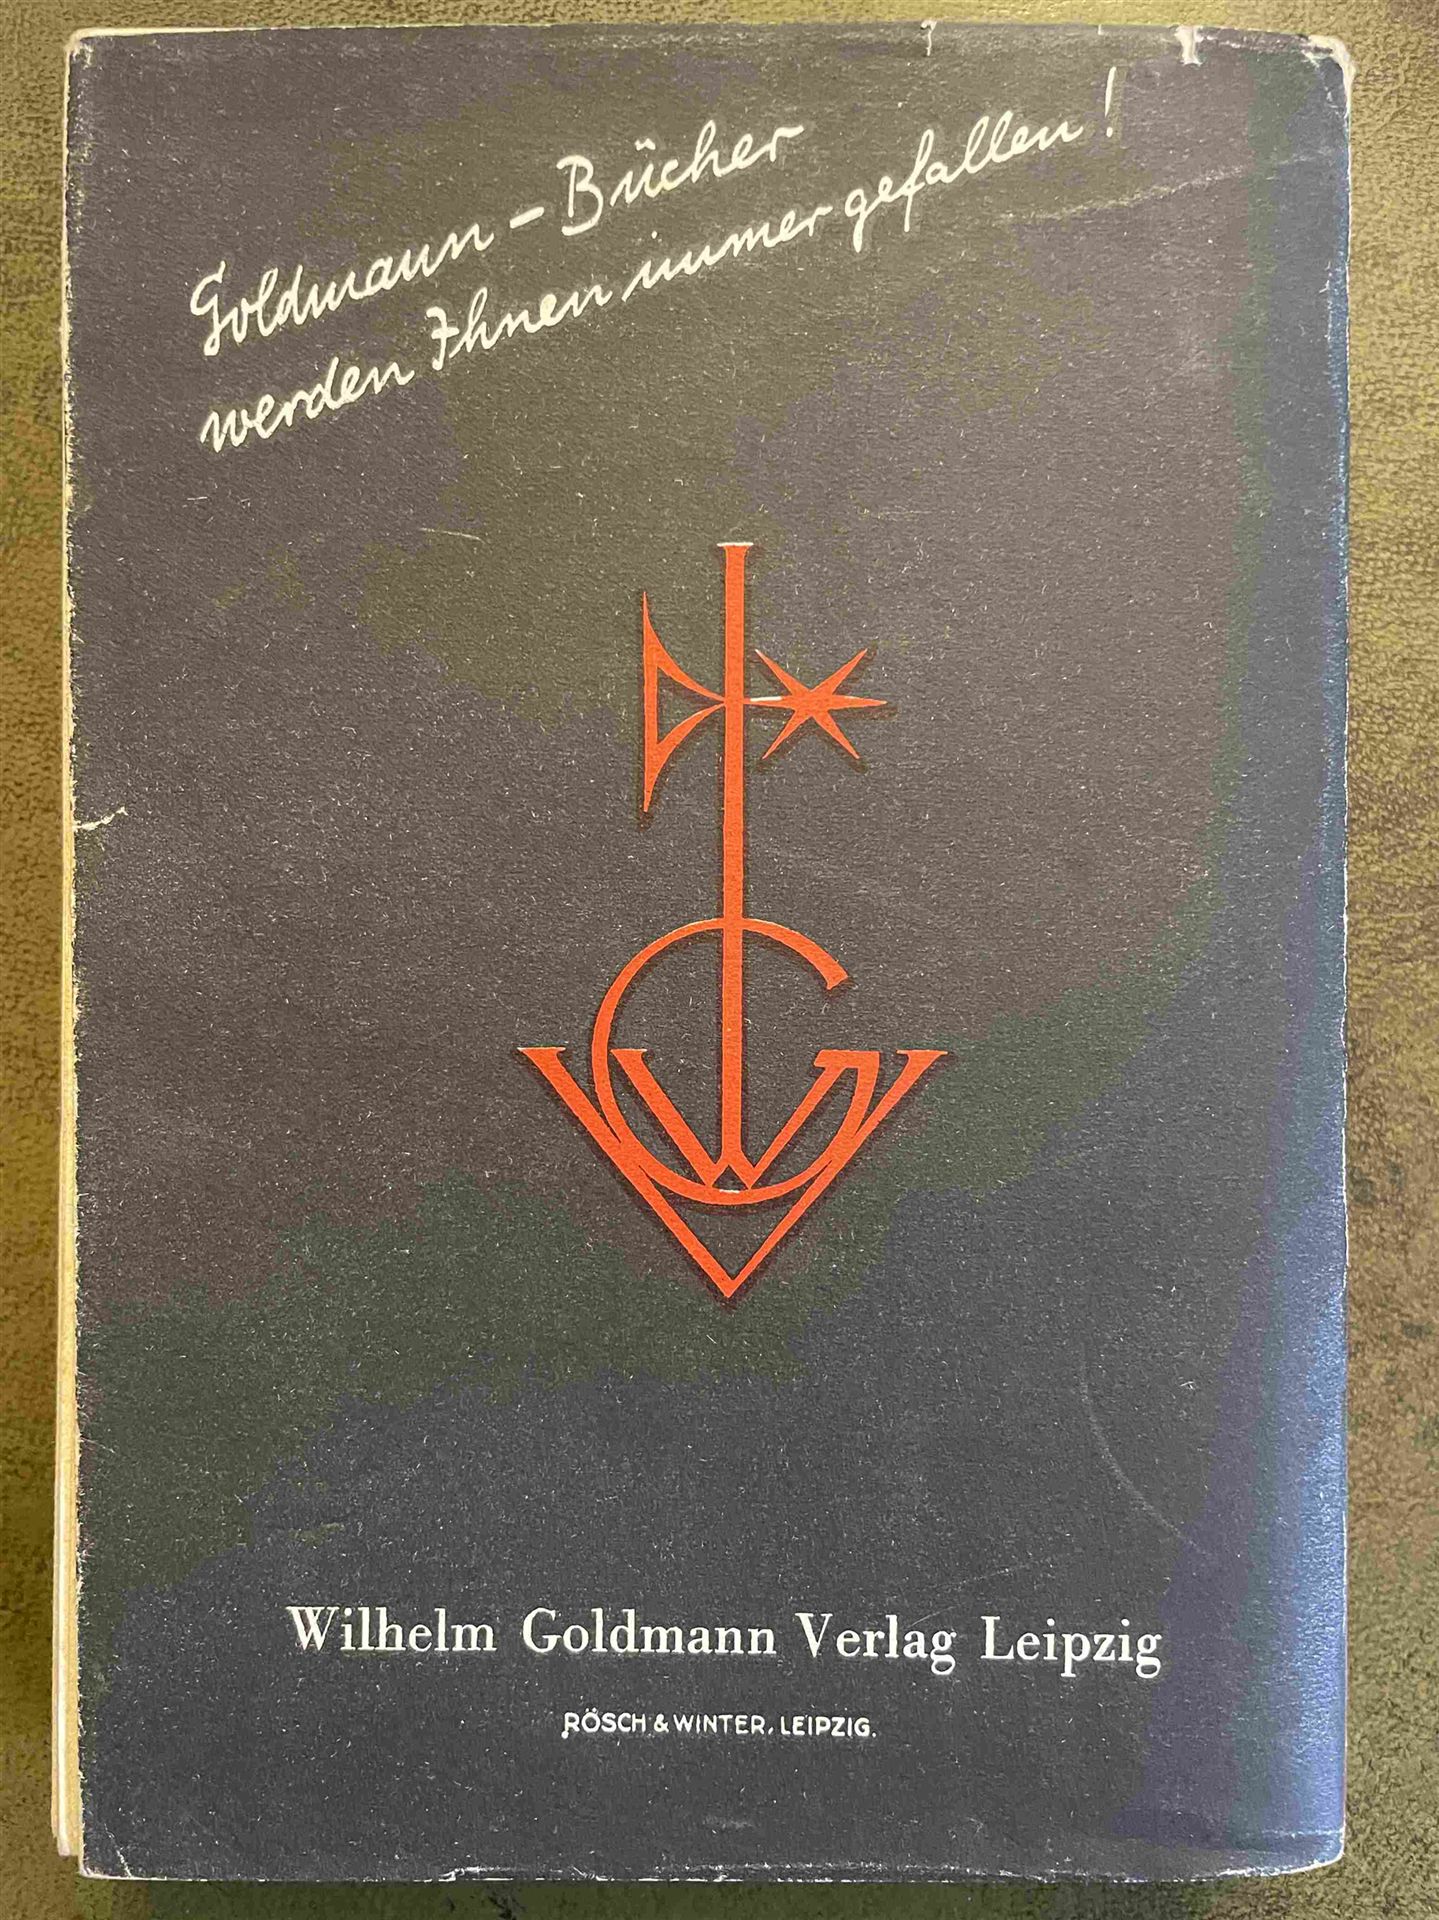 Goldmann-Bücher
werden Ihnen immer gefallen!
Wilhelm Goldmann Verlag Leipzig
RÖSCH & WINTER, LEIPZIG.